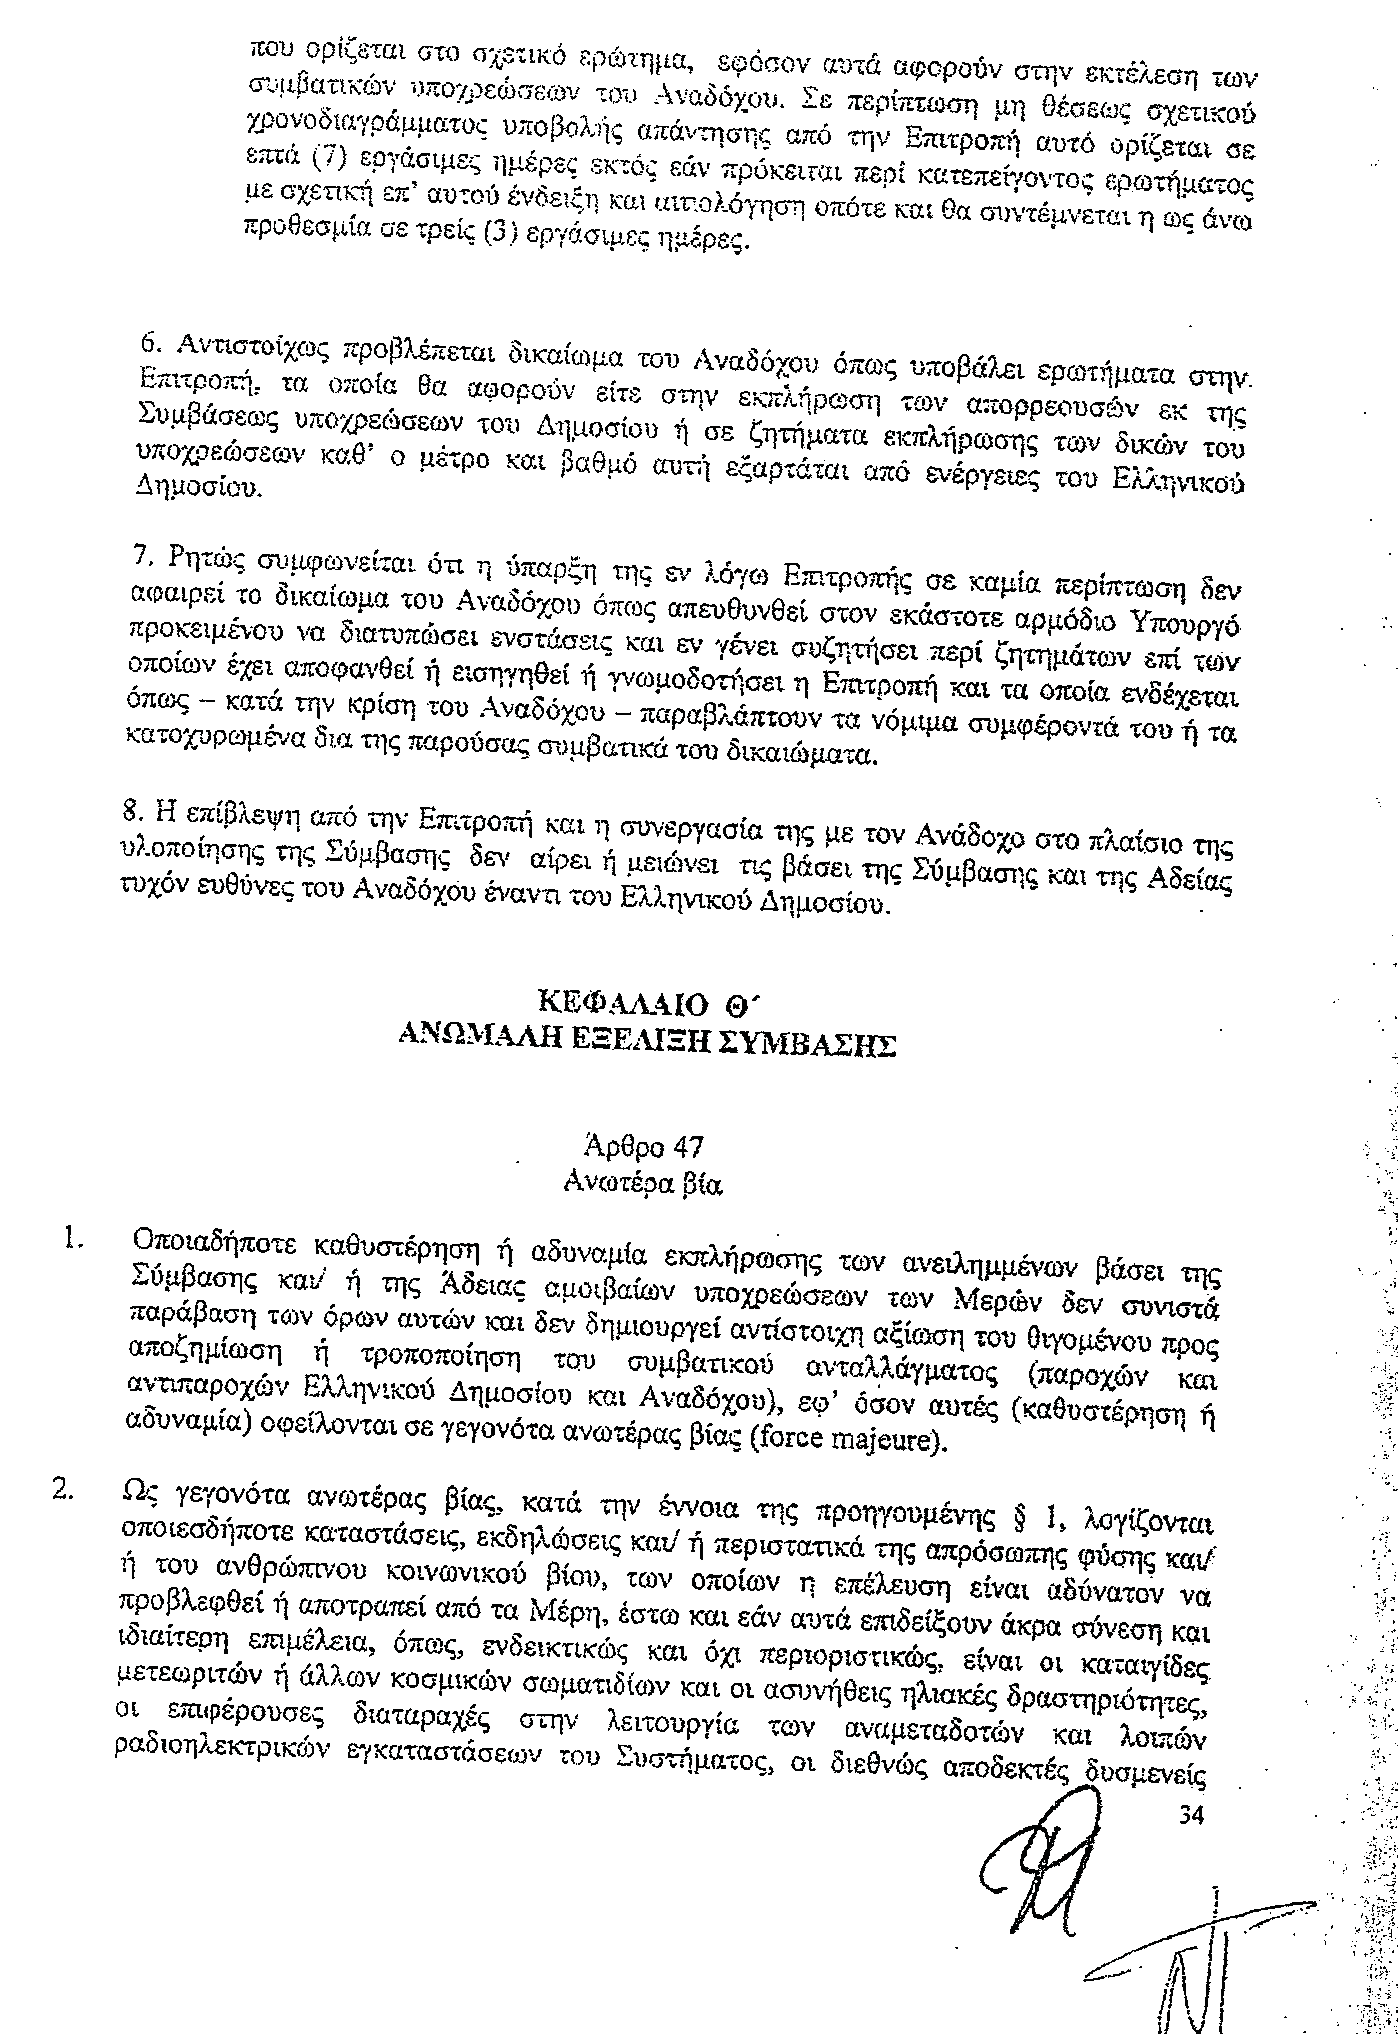 που ορίζεται στο σχετικό ερώτημα, εφόσον αυτά αφορούν στην εκτέλεση των
συμβατικών υποχρεώσεων του Αναδόχου. Σε περίπτωση μη θέσεως σχετικού
χρονοδιαγράμματος υποβολής απάντησης από την Επιτροπή αυτό ορίζεται σε
επτά (7) εργάσιμες ημέρες εκτός εάν πρόκειται περί κατεπείγοντος ερωτήματος
με σχετική επ’ αυτού ένδειξη και αιτιολόγηση οπότε και θα συντέμνεται η ως άνω
προθεσμία σε τρείς (3) εργάσιμες ημέρες.
6. Αντιστοίχως προβλέπεται δικαίωμα του Αναδόχου όπως υποβάλει ερωτήματα στην
Επιτροπή, τα οποία θα αφορούν είτε στην εκπλήρωση των απορρεουσών εκ της
Συμβάσεως υποχρεώσεων του Δημοσίου ή σε ζητήματα εκπλήρωσης των δικών του
υποχρεώσεων καθ’ ο μέτρο και βαθμό αυτή εξαρτάται από ενέργειες του Ελληνικού
Δημοσίου.
7. Ρητώς συμφωνείται ότι η ύπαρξη της εν λόγω Επιτροπής σε καμία περίπτωση δεν
αφαιρεί το δικαίωμα του Αναδόχου όπως απευθυνθεί στον εκάστοτε αρμόδιο Υπουργό
προκειμένου να διατυπώσει ενστάσεις και εν γένει συζητήσει περί ζητημάτων επί των
οποίων έχει αποφανθεί ή εισηγηθεί ή γνωμοδοτήσει η Επιτροπή και τα οποία ενδέχεται
όπως – κατά την κρίση του Αναδόχου – παραβλάπτουν τα νόμιμα συμφέροντά του ή τα
κατοχυρωμένα δια της παρούσας συμβατικά του δικαιώματα.
8. Η επίβλεψη από την Επιτροπή και η συνεργασία της με τον Ανάδοχο στο πλαίσιο της
υλοποίησης της Σύμβασης δεν αίρει ή μειώνει τις βάσει της Σύμβασης και της Αδείας
τυχόν ευθύνες του Αναδόχου έναντι του Ελληνικού Δημοσίου.
ΚΕΦΑΛΑΙΟ Θ΄
ΑΝΩΜΑΛΗ ΕΞΕΛΙΞΗ ΣΥΜΒΑΣΗΣ
Άρθρο 47
Ανωτέρα βία
1. Οποιαδήποτε καθυστέρηση ή αδυναμία εκπλήρωσης των ανειλημμένων βάσει της
Σύμβασης και/ ή της Άδειας αμοιβαίων υποχρεώσεων των Μερών δεν συνιστά
παράβαση των όρων αυτών και δεν δημιουργεί αντίστοιχη αξίωση του θιγομένου προς
αποζημίωση ή τροποποίηση του συμβατικού ανταλλάγματος (παροχών και
αντιπαροχών Ελληνικού Δημοσίου και Αναδόχου), εφ’ όσον αυτές (καθυστέρηση ή
αδυναμία) οφείλονται σε γεγονότα ανωτέρας βίας (force majeure).
2. Ως γεγονότα ανωτέρας βίας, κατά την έννοια της προηγουμένης § 1, λογίζονται
οποιεσδήποτε καταστάσεις, εκδηλώσεις και/ ή περιστατικά της απρόσωπης φύσης και/
ή του ανθρώπινου κοινωνικού βίου, των οποίων η επέλευση είναι αδύνατον να
προβλεφθεί ή αποτραπεί από τα Μέρη, έστω και εάν αυτά επιδείξουν άκρα σύνεση και
ιδιαίτερη επιμέλεια, όπως, ενδεικτικώς και όχι περιοριστικώς, είναι οι καταιγίδες
μετεωριτών ή άλλων κοσμικών σωματιδίων και οι ασυνήθεις ηλιακές δραστηριότητες,
οι επιφέρουσες διαταραχές στην λειτουργία των αναμεταδοτών και λοιπών
ραδιοηλεκτρικών εγκαταστάσεων του Συστήματος, οι διεθνώς αποδεκτές δυσμενείς
34